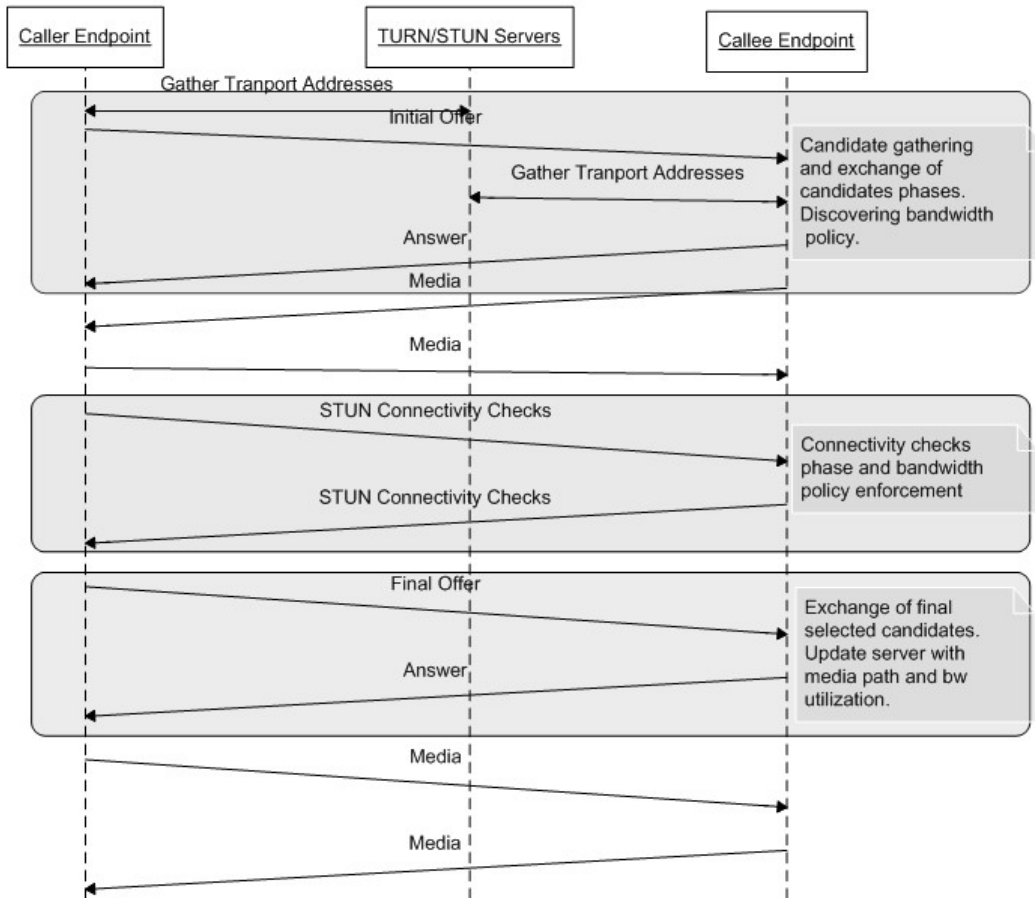 Caller Endpoint
TURN/STUN Servers
Callee Endpoint
Gather Tranport Addresses
Initial Offer
Candidate gathering
and exchange of
candidates phases.
Discovering bandwidth
policy.
Gather Tranport Addresses
Answer
Media
Media
STUN Connectivity Checks
Connectivity checks
phase and bandwidth
policy enforcement
STUN Connectivity Checks
Final Offer
Exchange of final
selected candidates.
Update server with
media path and bw
utilization.
Answer
Media
Media